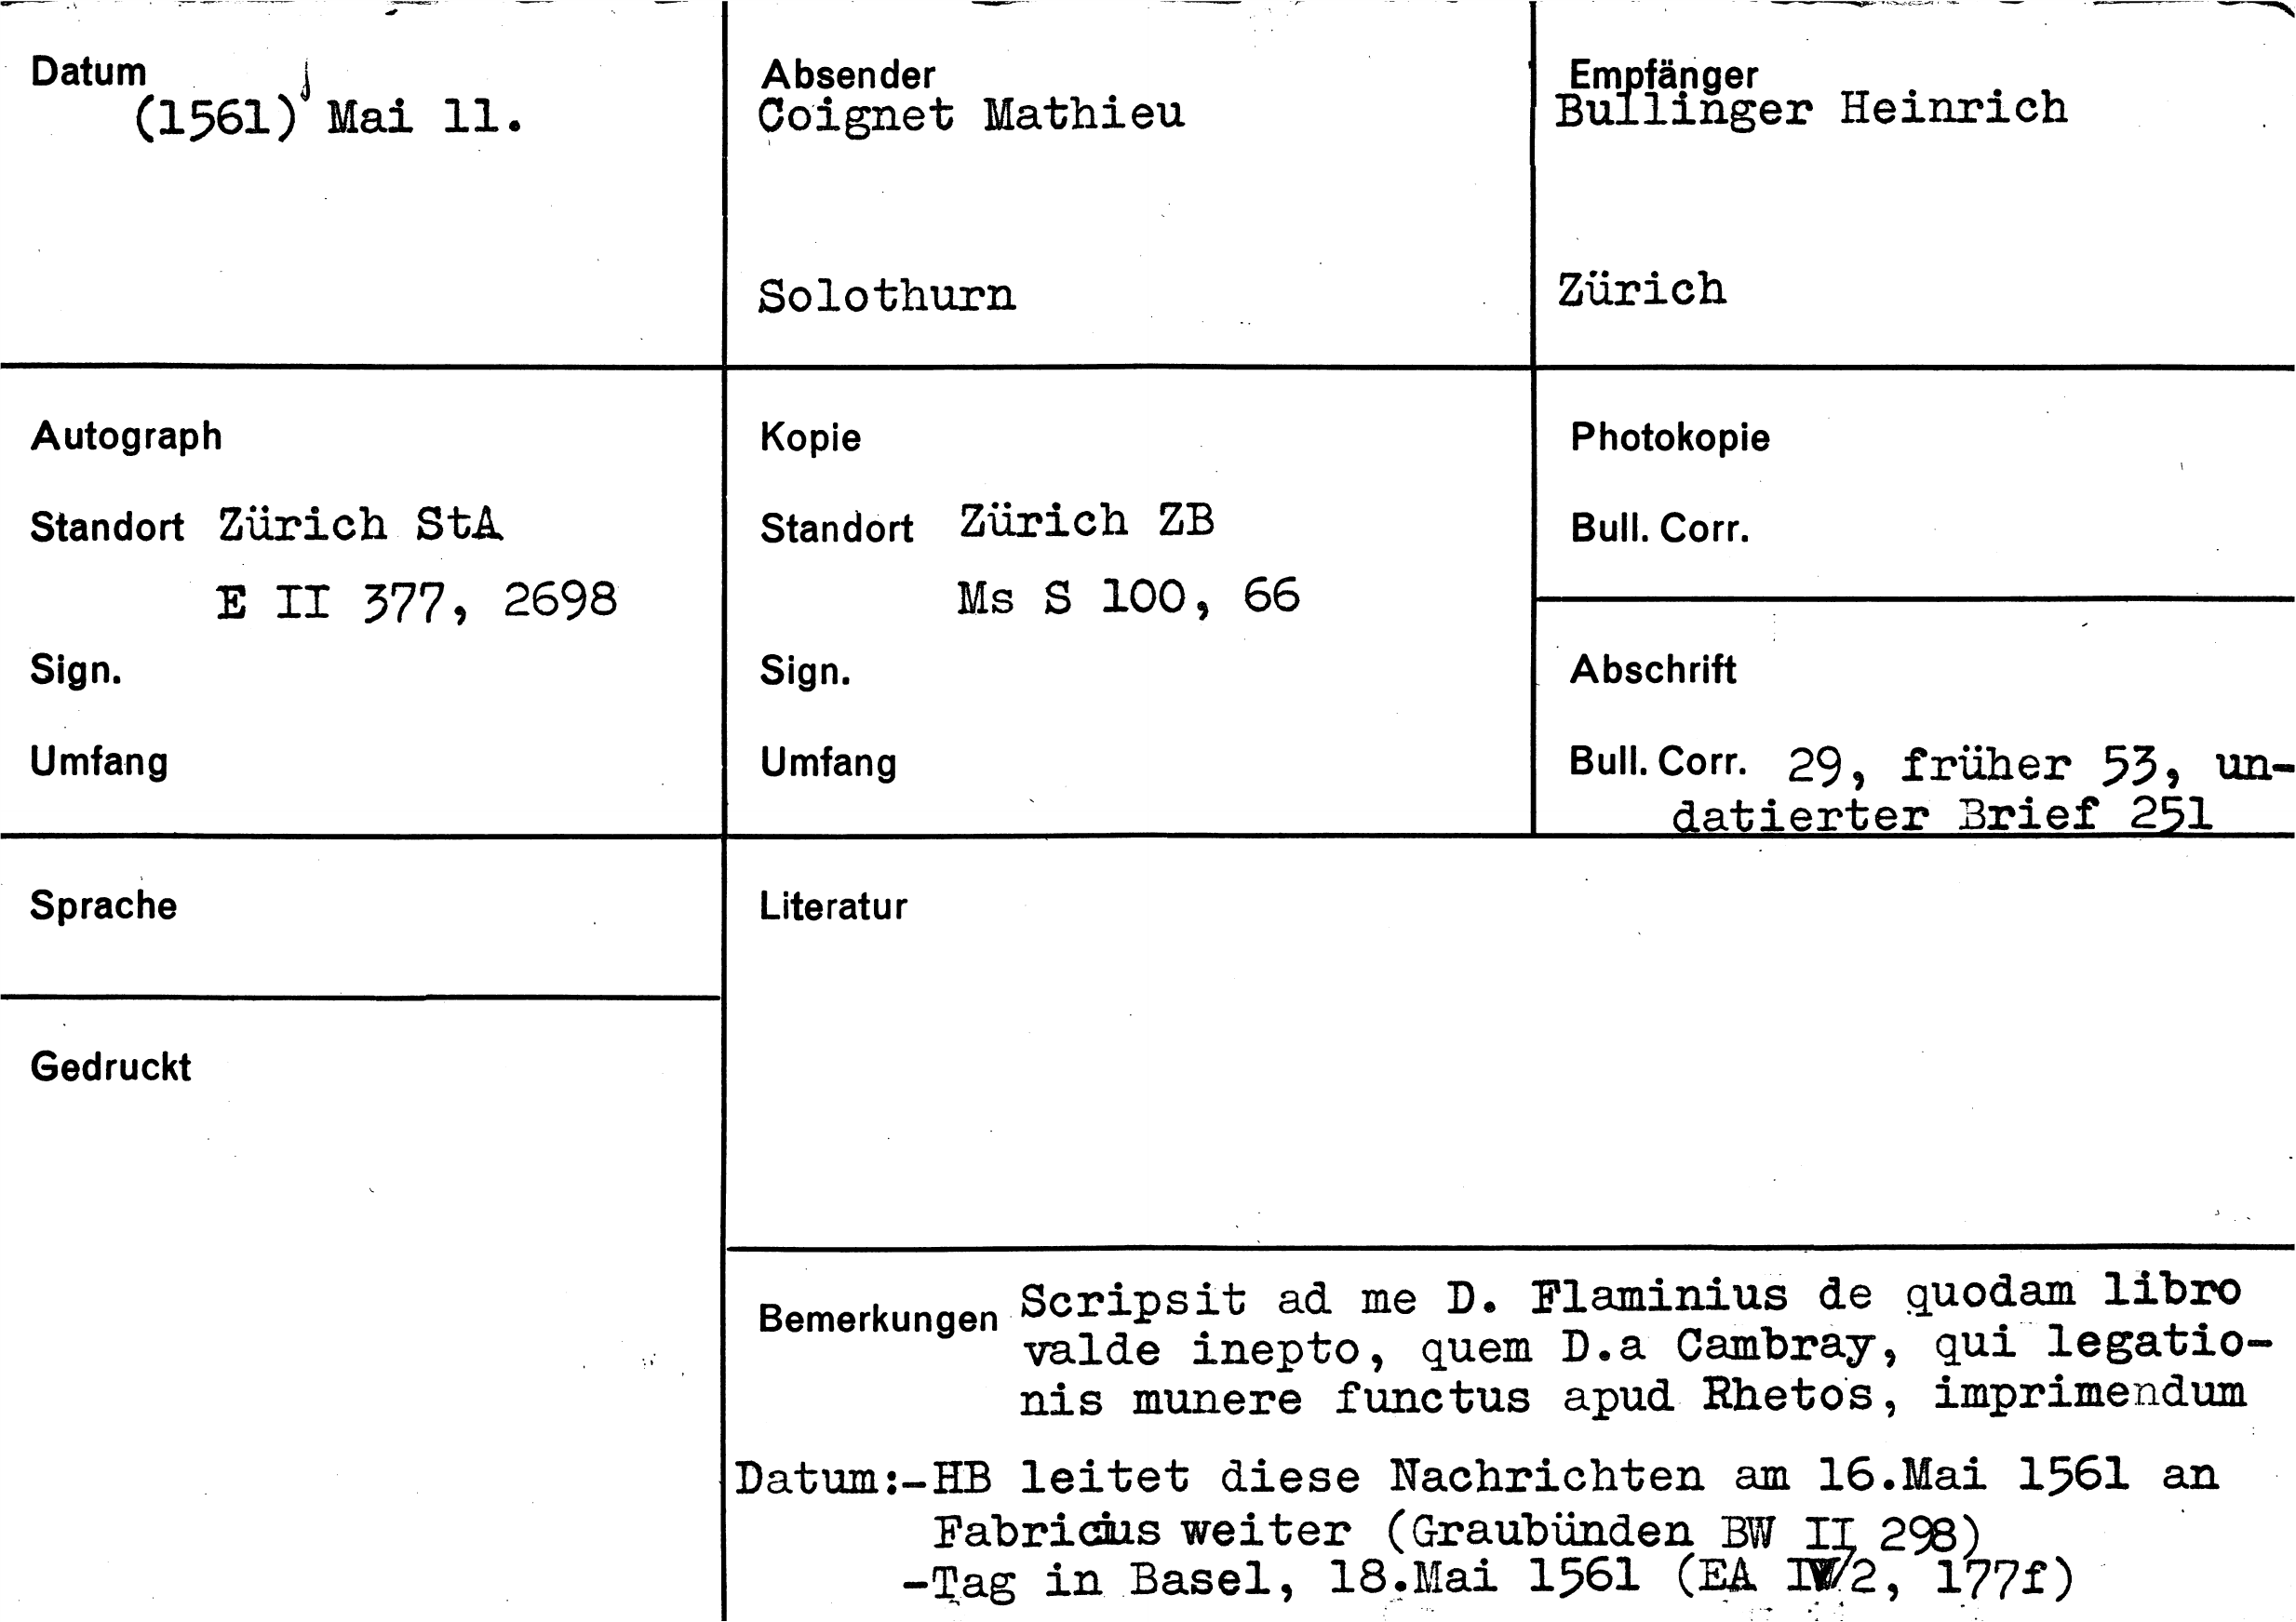 Datum
(1561) Mai 11.
Absender
Coignet Mathieu
Solothurn
Empfänger
Bullinger Heinrich
Zürich
Autograph
Standort Zürich StA
E II 377, 2698
Sign.
Umfang
Kopie
Standort Zürich ZB
Ms S 100, 66
Sign.
Umfang
Photokopie
Bull. Corr.
Abschrift
Bull. Corr. 29, früher 53, un-
datierter Brief 251
Sprache
Literatur
Gedruckt
Bemerkungen Scripsit ad me D. Flaminius de quodam libro
valde inepto, quem D.a Cambray, qui legatio-
nis munere functus apud Rhetos, imprimendum
Datum:-HB leitet diese Nachrichten am 16.Mai 1561 an
Fabricius weiter (Graubünden BW II 298)
-Tag in Basel, 18.Mai 1561 (EA IV/2, 177f)